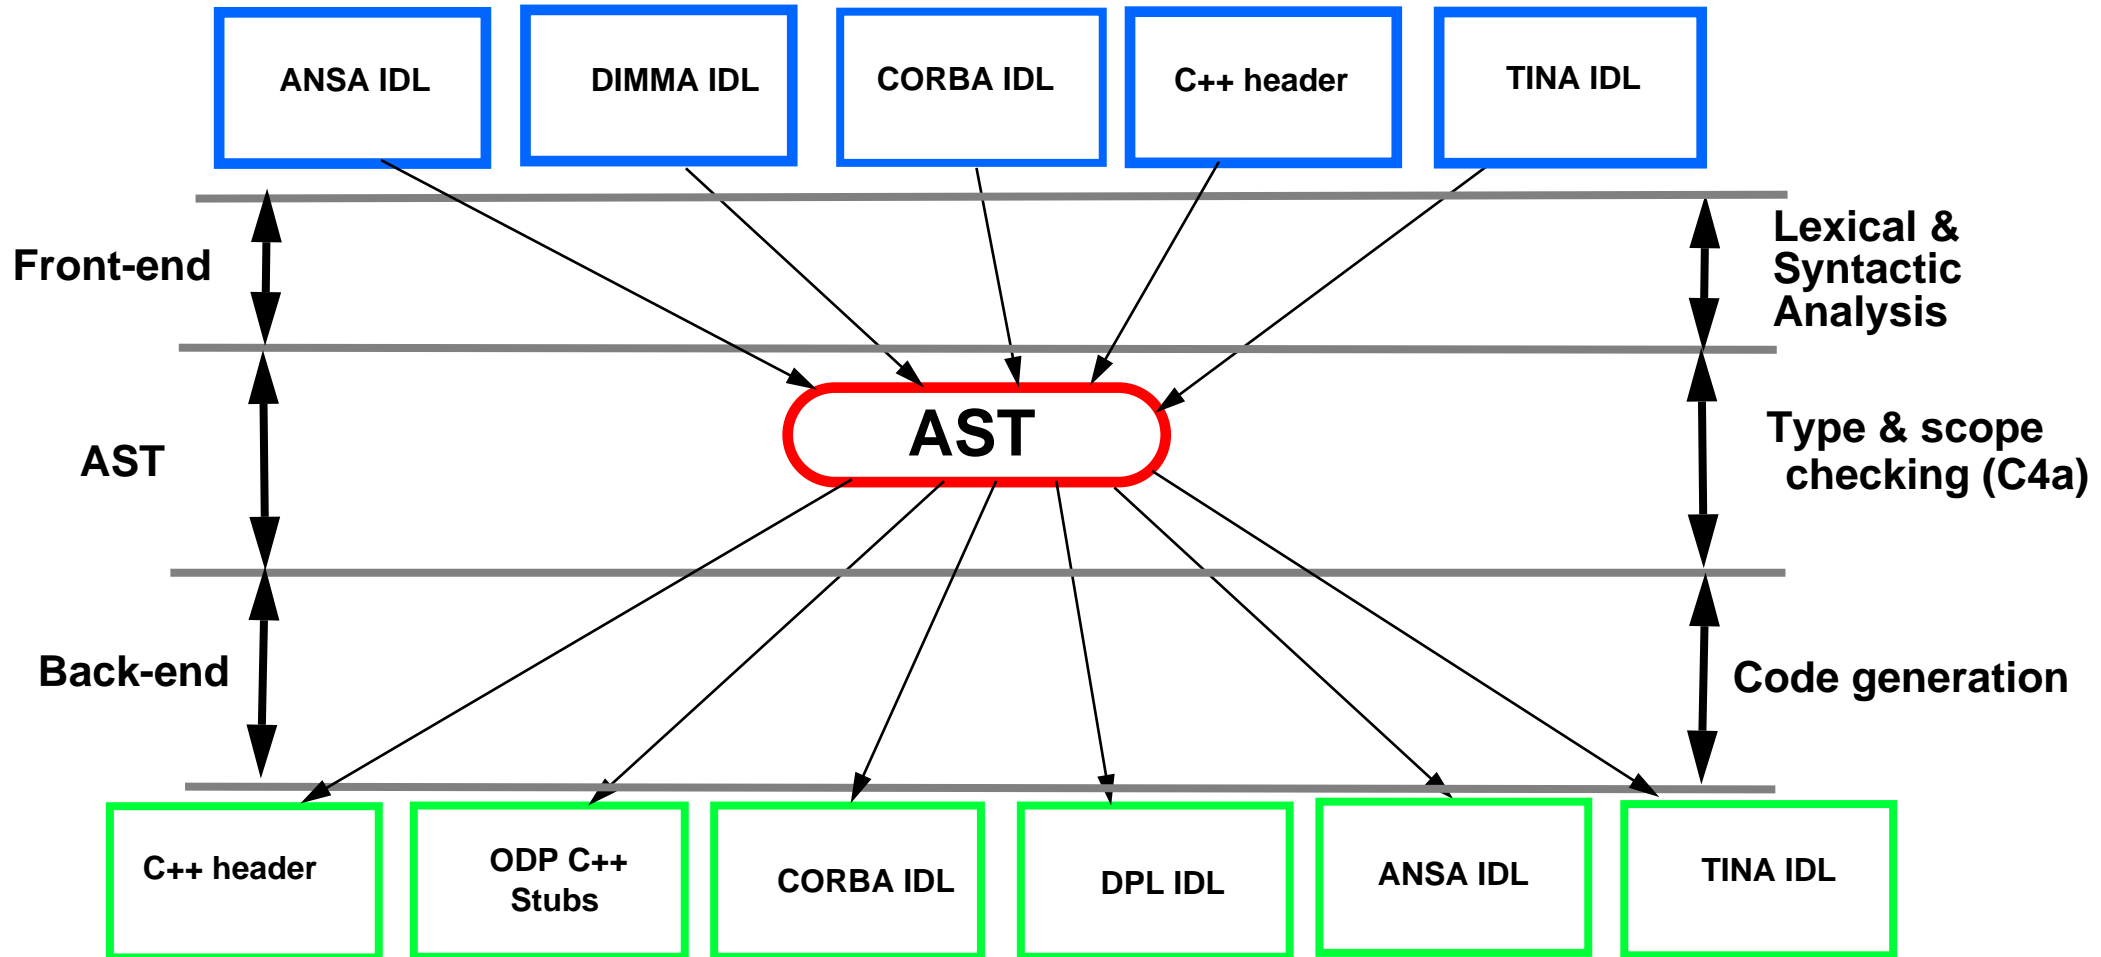 ANSA IDL
DIMMA IDL
CORBA IDL
C++ header
TINA IDL
Front-end
Lexical &
Syntactic
Analysis
AST
AST
Type & scope
checking (C4a)
Back-end
Code generation
C++ header
ODP C++
Stubs
CORBA IDL
DPL IDL
ANSA IDL
TINA IDL